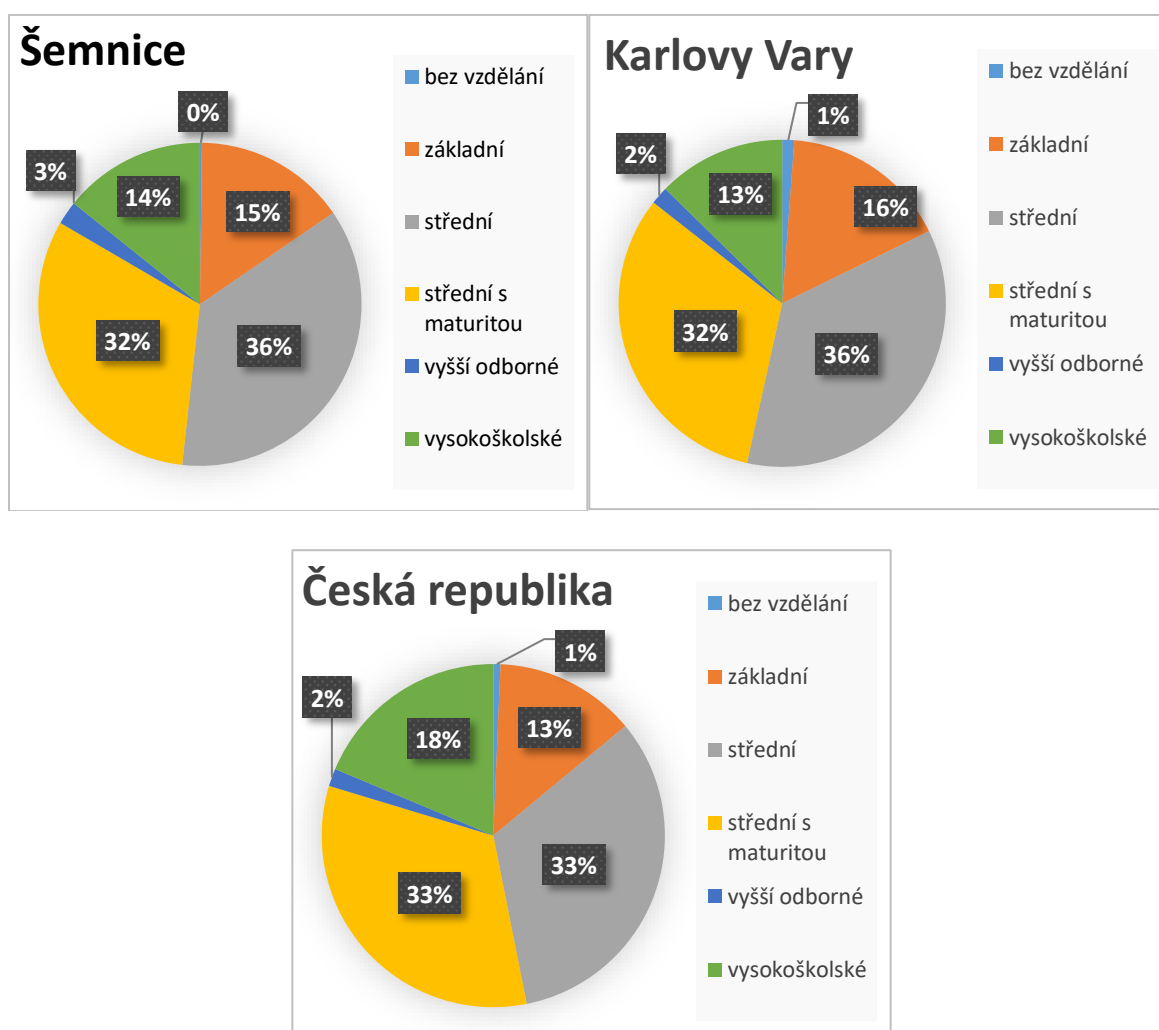 Šemnice
0%
3%
14%
15%
32%
36%
bez vzdělání
základní
střední
střední s
maturitou
vyšší odborné
vysokoškolské
Karlovy Vary
1%
2%
13%
16%
32%
36%
bez vzdělání
základní
střední
střední s
maturitou
vyšší odborné
vysokoškolské
Česká republika
1%
2%
18%
13%
33%
33%
bez vzdělání
základní
střední
střední s
maturitou
vyšší odborné
vysokoškolské